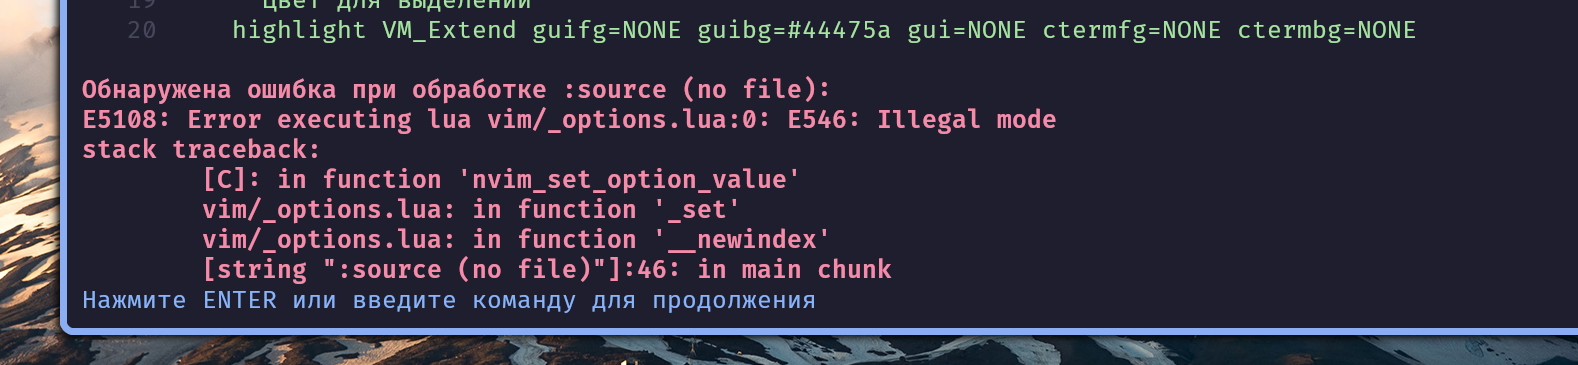 19 " Цвет для выделений
20 highlight VM_Extend guifg=NONE guibg=#44475a gui=NONE ctermfg=NONE ctermbg=NONE
Обнаружена ошибка при обработке :source (no file):
E5108: Error executing lua vim/_options.lua:0: E546: Illegal mode
stack traceback:
[C]: in function 'nvim_set_option_value'
vim/_options.lua: in function '_set'
vim/_options.lua: in function '__newindex'
[string ":source (no file)"]:46: in main chunk
Нажмите ENTER или введите команду для продолжения